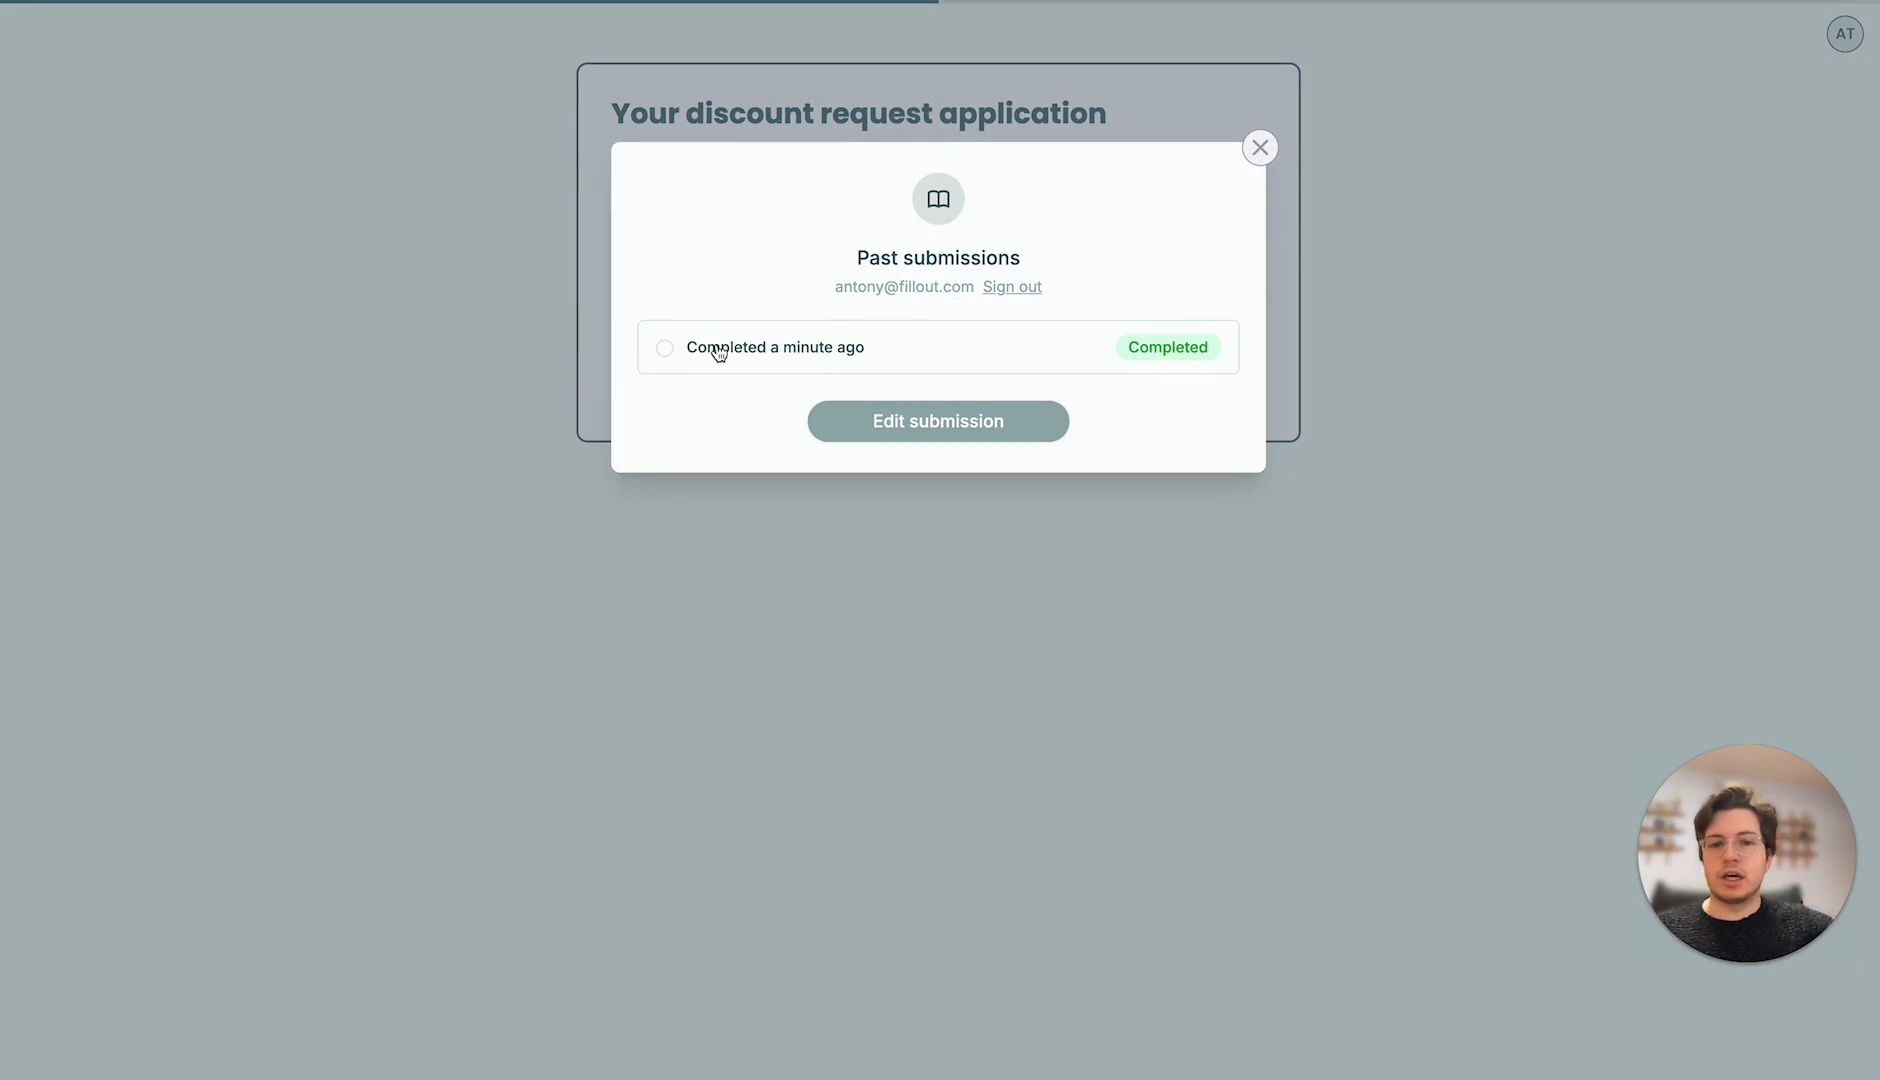 AT
Your discount request application
Past submissions
antony@fillout.com Sign out
Completed a minute ago Completed
Edit submission